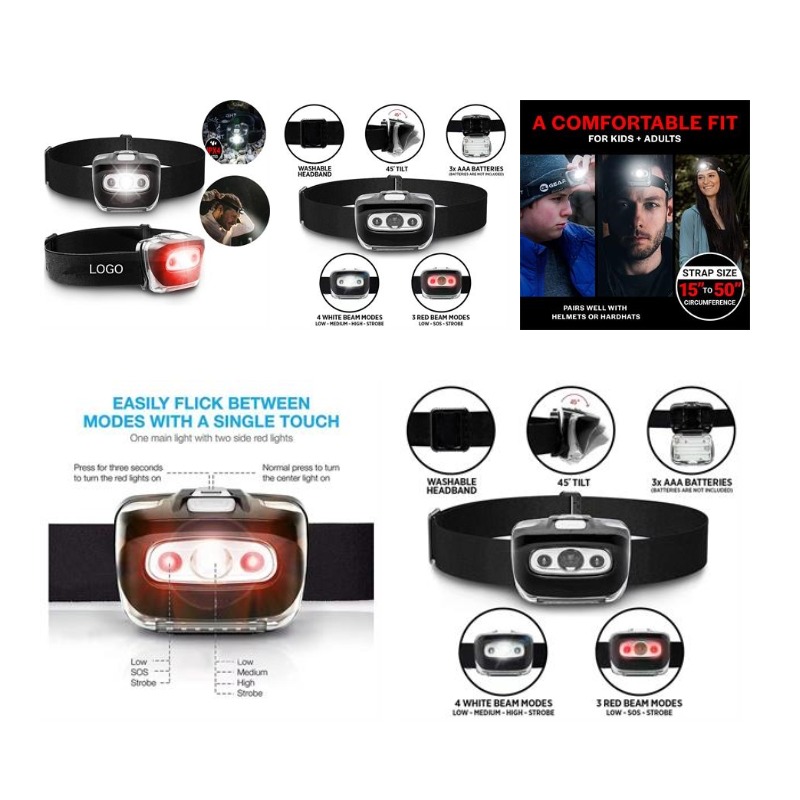 LOGO
45°
WASHABLE
HEADBAND
45° TILT
3x AAA BATTERIES
(BATTERIES ARE NOT INCLUDED)
4 WHITE BEAM MODES
LOW - MEDIUM - HIGH - STROBE
3 RED BEAM MODES
LOW - SOS - STROBE
A COMFORTABLE FIT
FOR KIDS + ADULTS
GEAR
STRAP SIZE
15" TO 50"
CIRCUMFERENCE
PAIRS WELL WITH
HELMETS OR HARDHATS
EASILY FLICK BETWEEN
MODES WITH A SINGLE TOUCH
One main light with two side red lights
Press for three seconds
to turn the red lights on
Normal press to turn
the center light on
Low
SOS
Strobe
Low
Medium
High
Strobe
45°
WASHABLE
HEADBAND
45° TILT
3x AAA BATTERIES
(BATTERIES ARE NOT INCLUDED)
4 WHITE BEAM MODES
LOW - MEDIUM - HIGH - STROBE
3 RED BEAM MODES
LOW - SOS - STROBE